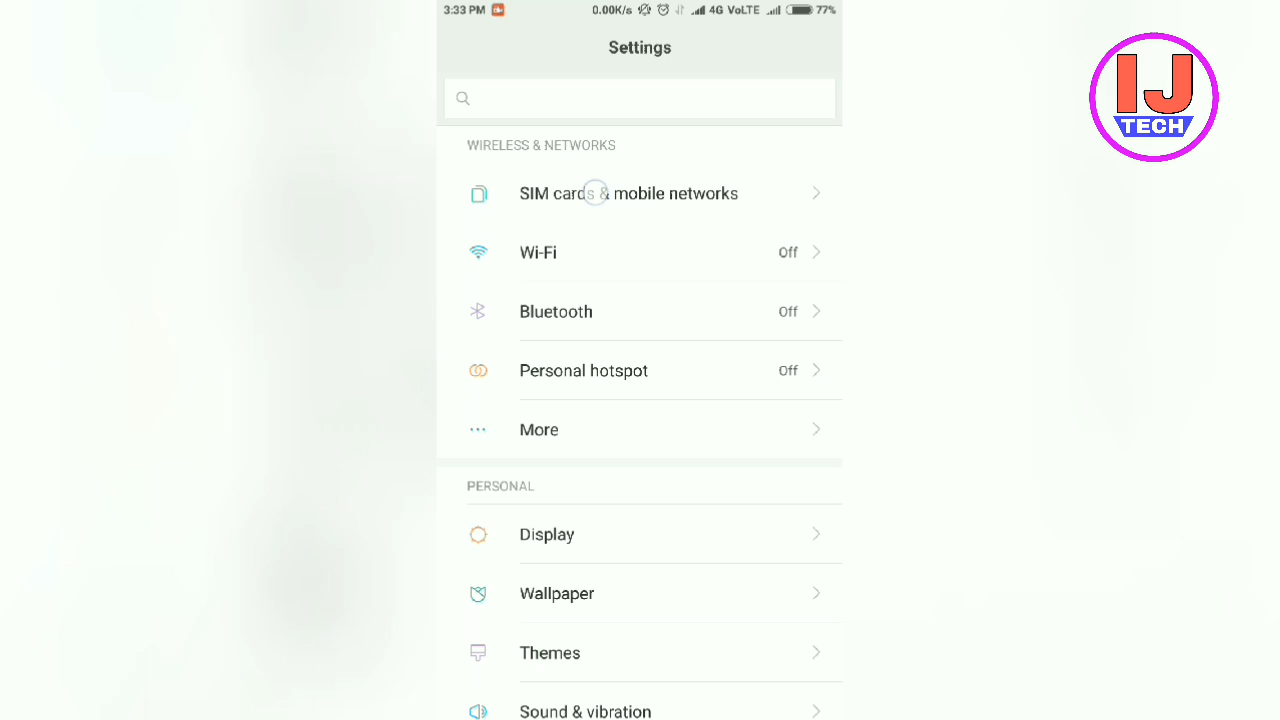 3:33 PM 0.00K/s 4G VoLTE 77%
Settings
IJ
TECH
WIRELESS & NETWORKS
SIM cards & mobile networks
Wi-Fi Off
Bluetooth Off
Personal hotspot Off
More
PERSONAL
Display
Wallpaper
Themes
Sound & vibration